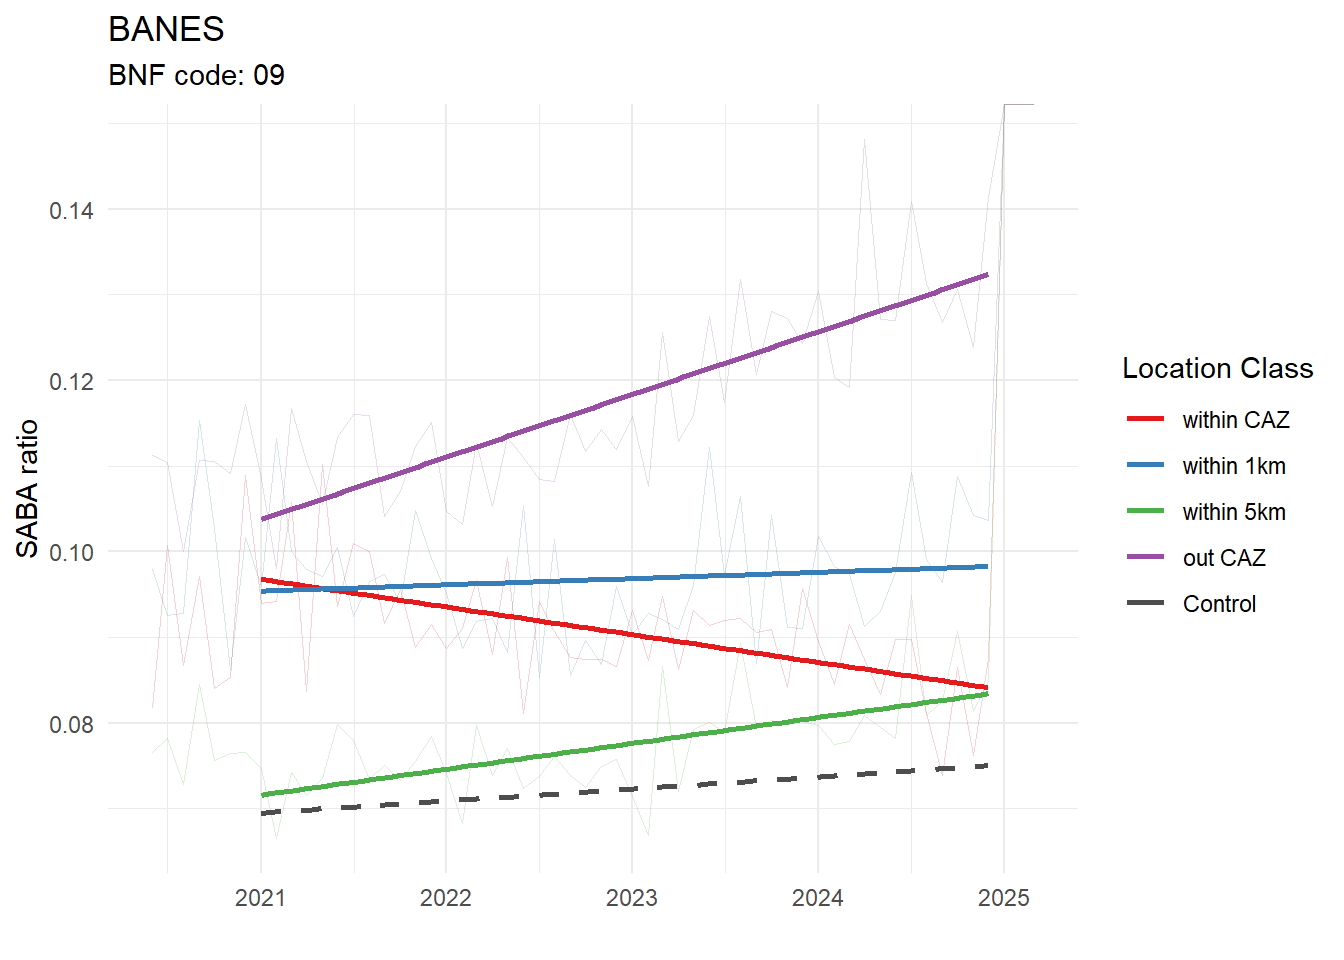 BANES
BNF code: 09
SABA ratio
0.14
0.12
0.10
0.08
2021
2022
2023
2024
2025
Location Class
within CAZ
within 1km
within 5km
out CAZ
Control